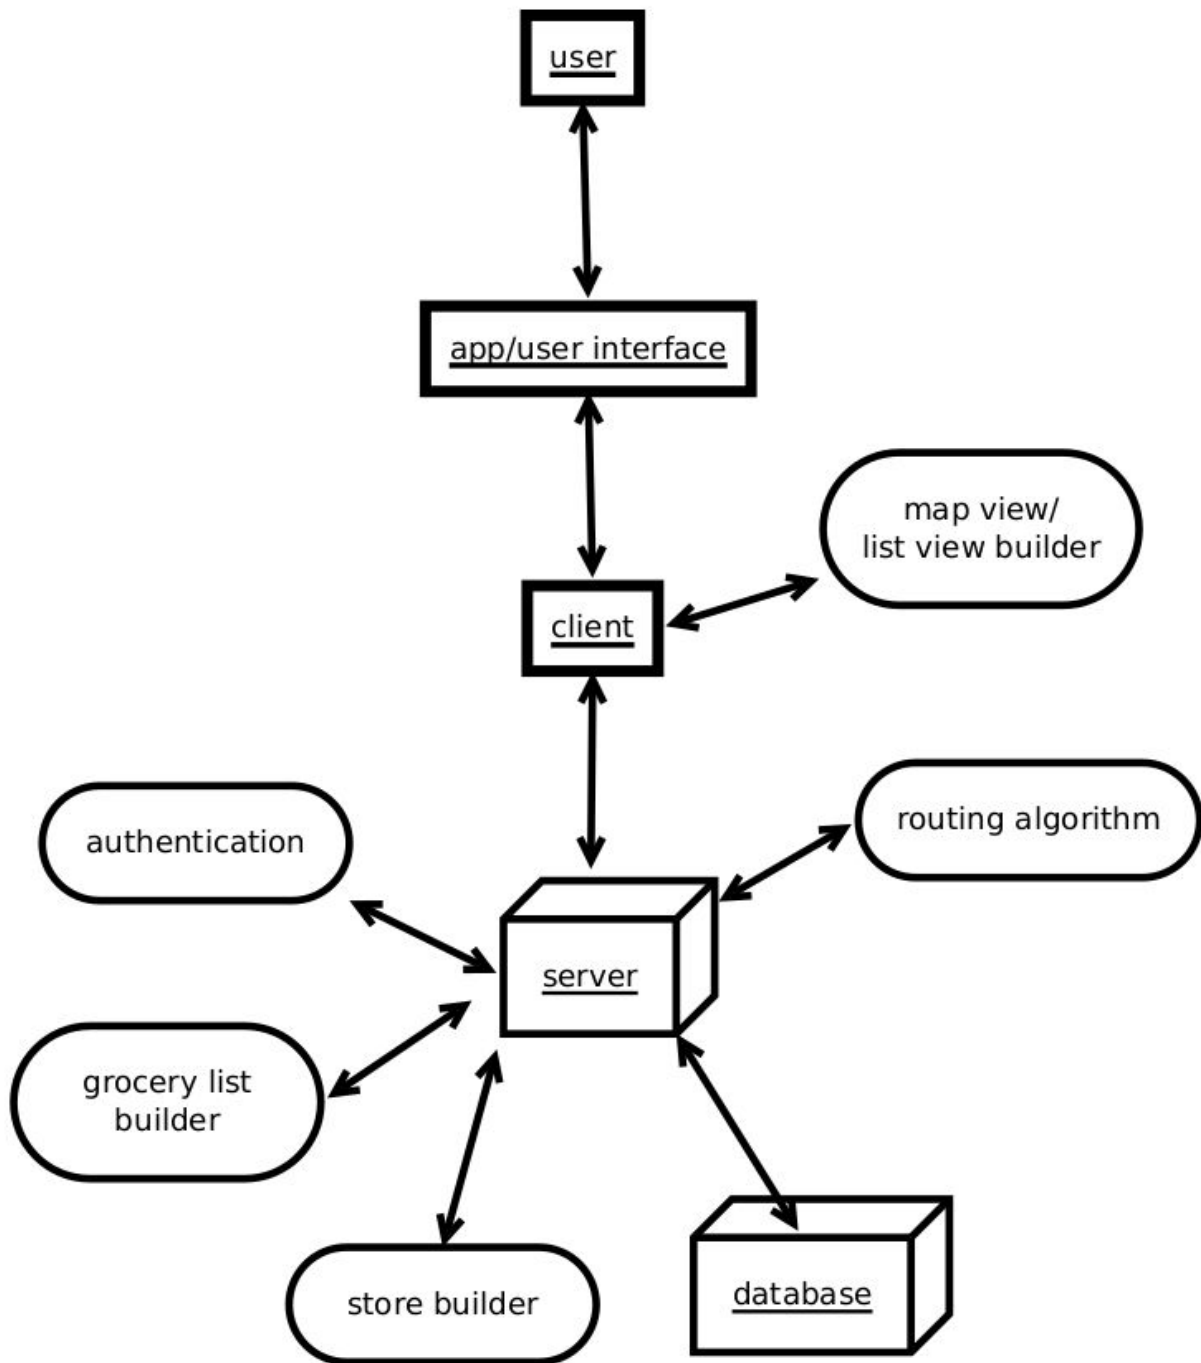 user
app/user interface
map view/
list view builder
client
routing algorithm
authentication
server
grocery list
builder
database
store builder